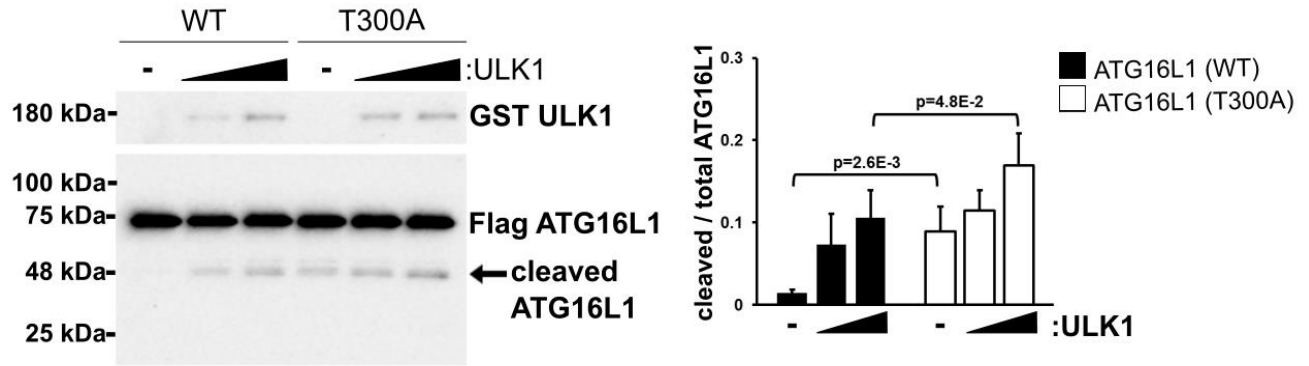 WT T300A
- - :ULK1
180 kDa- GST ULK1
100 kDa-
75 kDa- Flag ATG16L1
48 kDa- cleaved
ATG16L1
25 kDa-
cleaved / total ATG16L1
0.3
0.2
0.1
0
p=2.6E-3
p=4.8E-2
ATG16L1 (WT)
ATG16L1 (T300A)
- - :ULK1